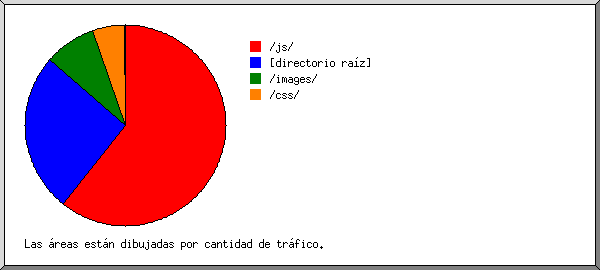 /js/
[directorio raíz]
/images/
/css/
Las áreas están dibujadas por cantidad de tráfico.